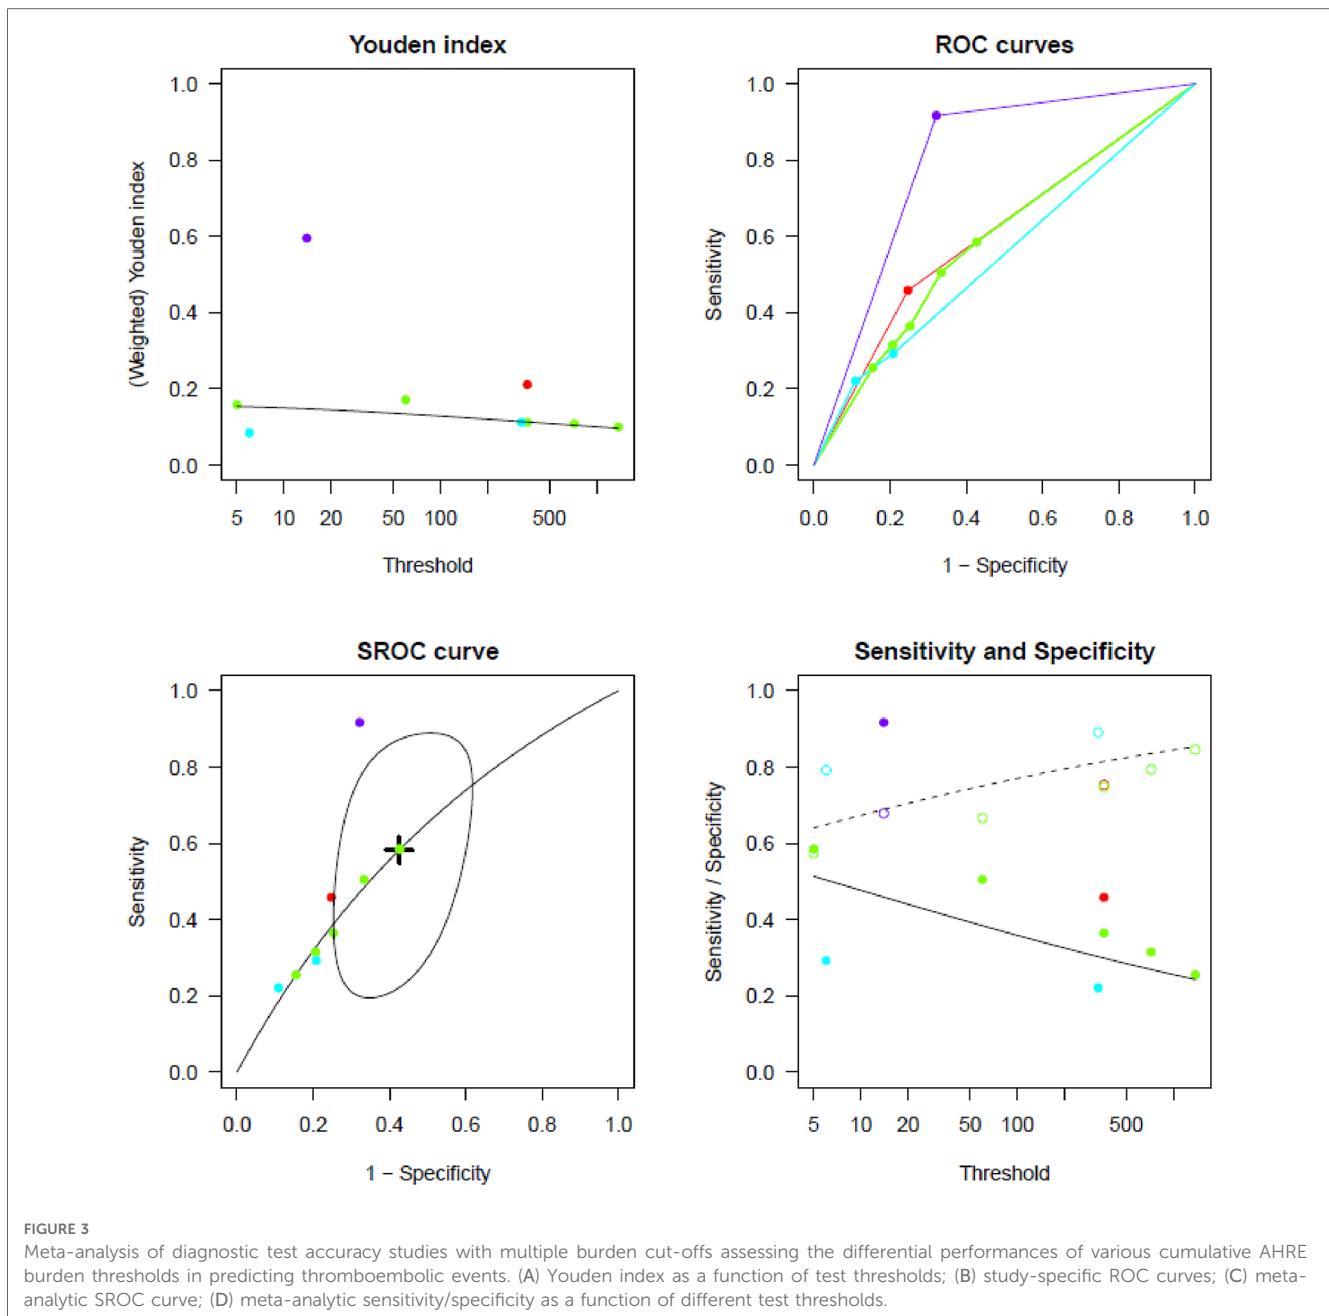 Youden index
1.0
0.8
0.6
0.4
0.2
0.0
(Weighted) Youden index
5 10 20 50 100 500
Threshold
ROC curves
1.0
0.8
0.6
0.4
0.2
0.0
Sensitivity
0.0 0.2 0.4 0.6 0.8 1.0
1 − Specificity
SROC curve
1.0
0.8
0.6
0.4
0.2
0.0
Sensitivity
0.0 0.2 0.4 0.6 0.8 1.0
1 − Specificity
Sensitivity and Specificity
1.0
0.8
0.6
0.4
0.2
0.0
Sensitivity / Specificity
5 10 20 50 100 500
Threshold
FIGURE 3
Meta-analysis of diagnostic test accuracy studies with multiple burden cut-offs assessing the differential performances of various cumulative AHRE
burden thresholds in predicting thromboembolic events. (A) Youden index as a function of test thresholds; (B) study-specific ROC curves; (C) meta-
analytic SROC curve; (D) meta-analytic sensitivity/specificity as a function of different test thresholds.